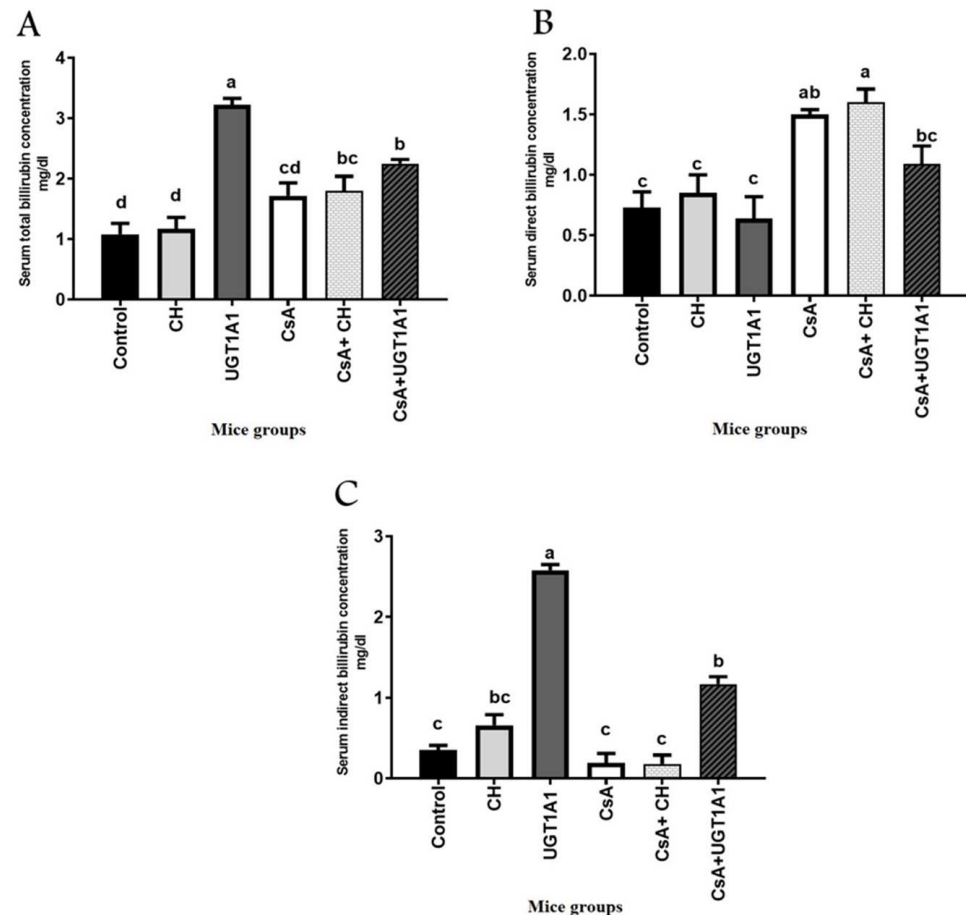 A
Serum total billirubin concentration
mg/dl
4
3
2
1
0
d
d
a
cd
bc
b
Control
CH
UGT1A1
CsA
CsA+ CH
CsA+UGT1A1
Mice groups
B
Serum direct billirubin concentration
mg/dl
2.0
1.5
1.0
0.5
0.0
c
c
c
ab
a
bc
Control
CH
UGT1A1
CsA
CsA+ CH
CsA+UGT1A1
Mice groups
C
Serum indirect billirubin concentration
mg/dl
3
2
1
0
c
bc
a
c
c
b
Control
CH
UGT1A1
CsA
CsA+ CH
CsA+UGT1A1
Mice groups